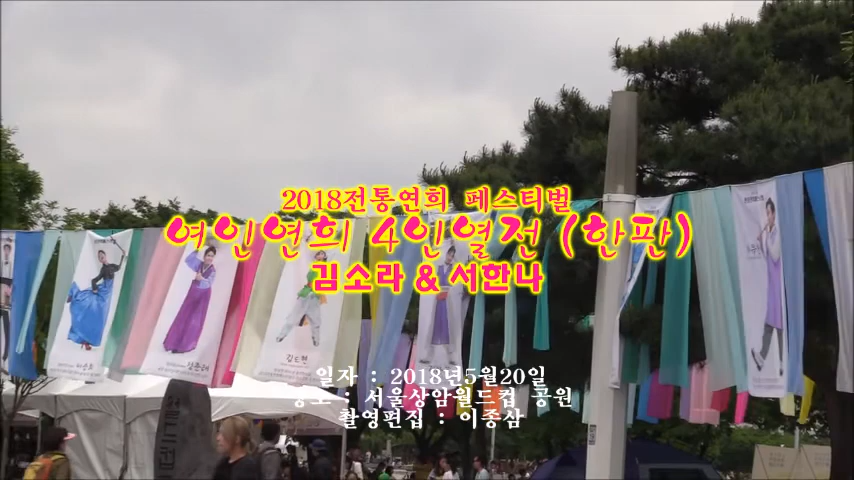 2018전통연희 페스티벌
여인연희 4인열전 (한판)
김소라 & 서한나
일자 : 2018년5월20일
장소 : 서울상암월드컵 공원
촬영편집 : 이종삼